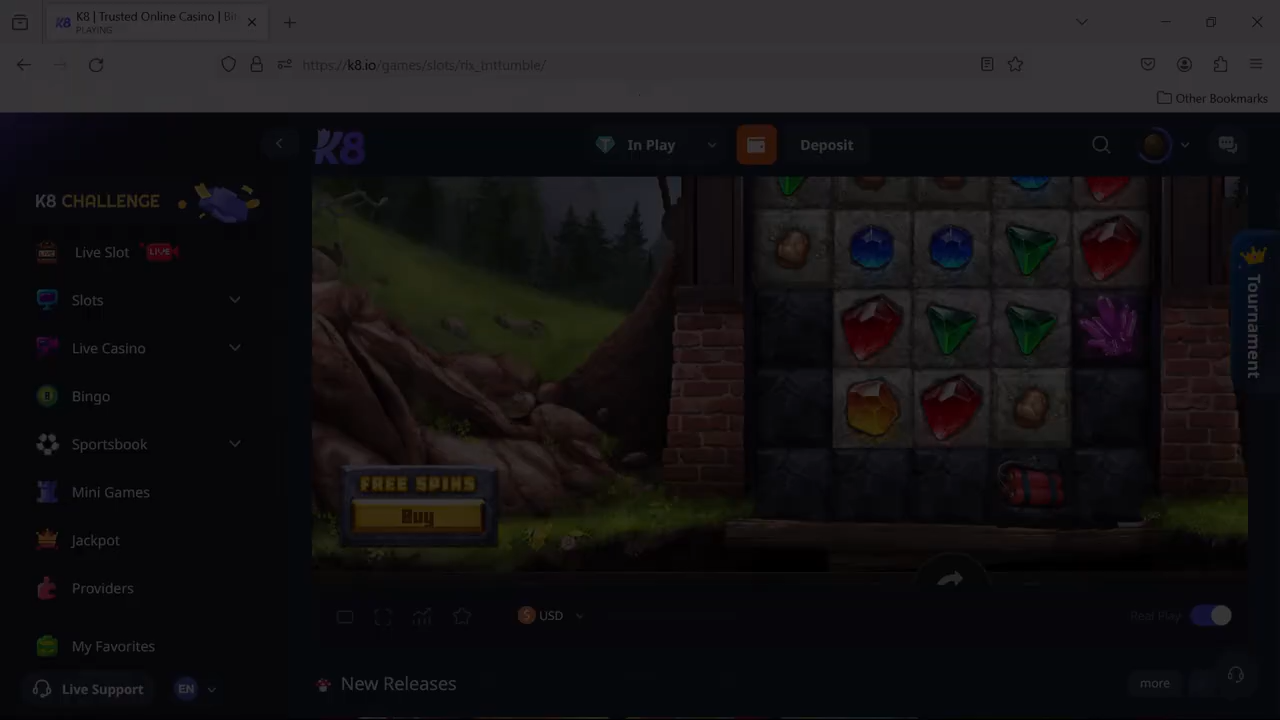 K8 | Trusted Online Casino | Bi
PLAYING
https://k8.io/games/slots/rlx_tnttumble/
Other Bookmarks
K8
In Play
Deposit
K8 CHALLENGE
Live Slot
LIVE
Slots
Live Casino
Bingo
Sportsbook
Mini Games
Jackpot
Providers
My Favorites
Live Support
EN
FREE SPINS
Buy
Tournament
USD
Real Play
New Releases
more